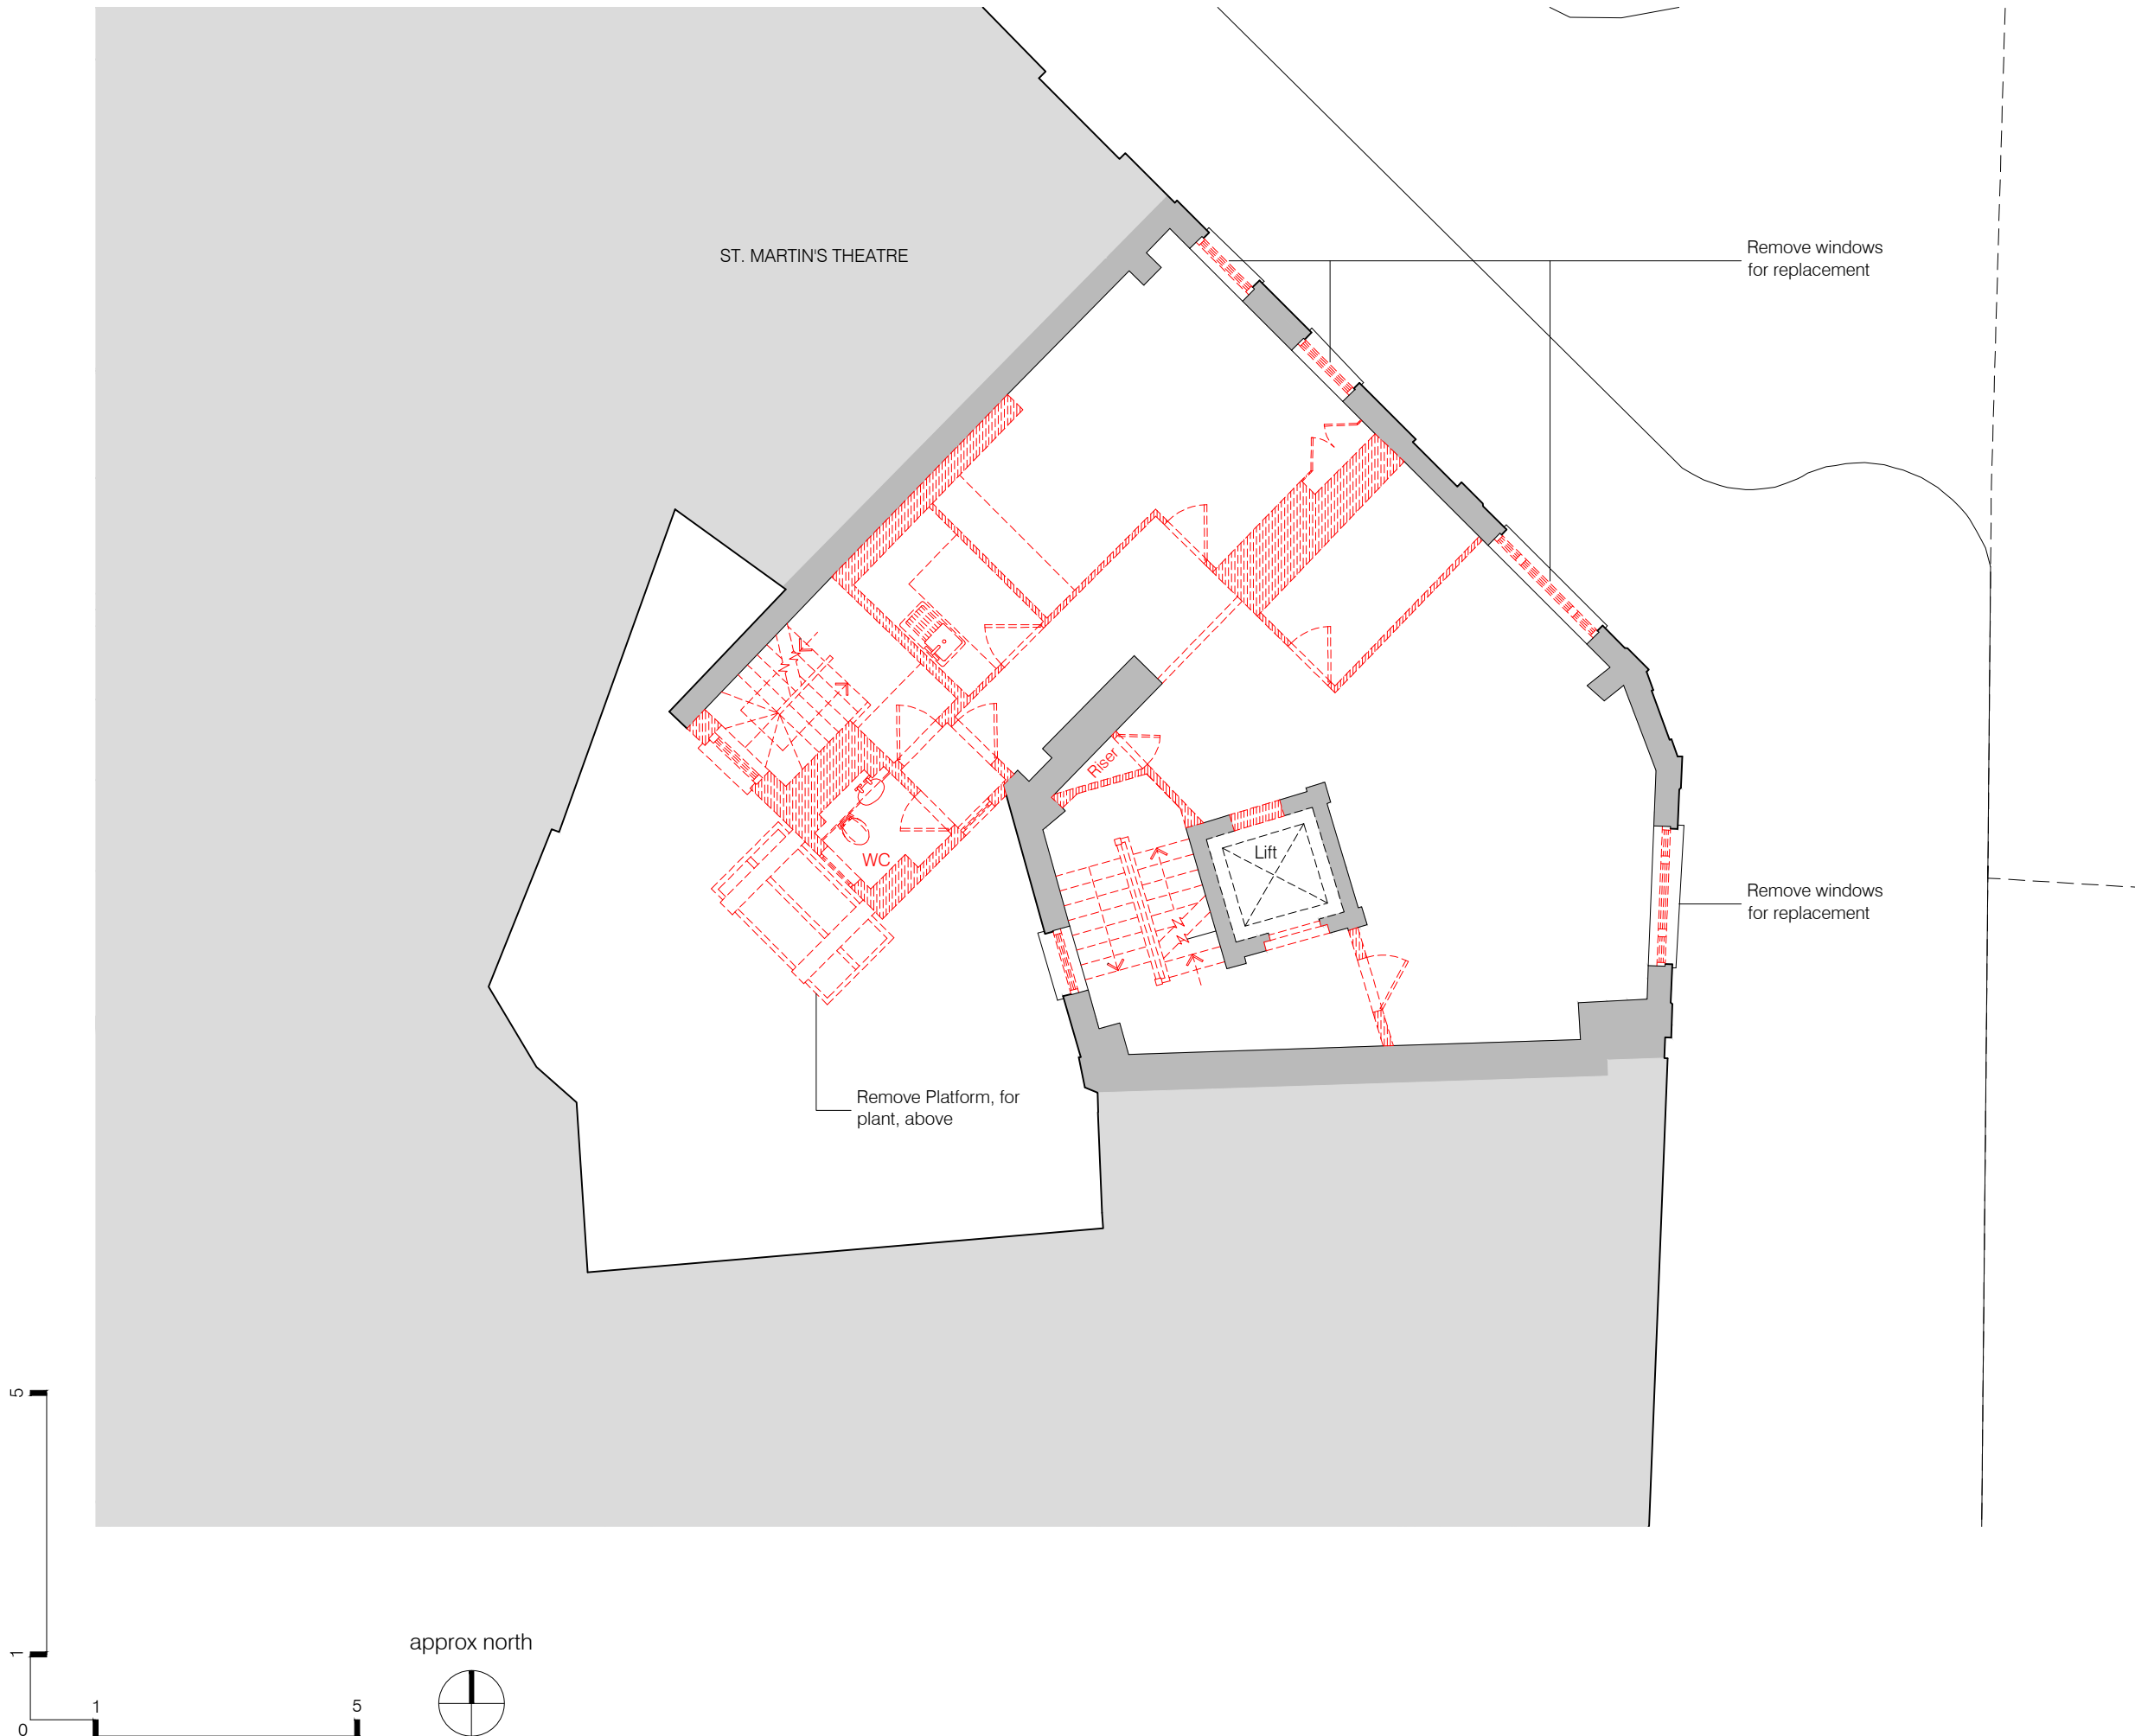 ST. MARTIN'S THEATRE
Remove windows
for replacement
Riser
Lift
WC
Remove windows
for replacement
Remove Platform, for
plant, above
5
1
0
1
5
approx north